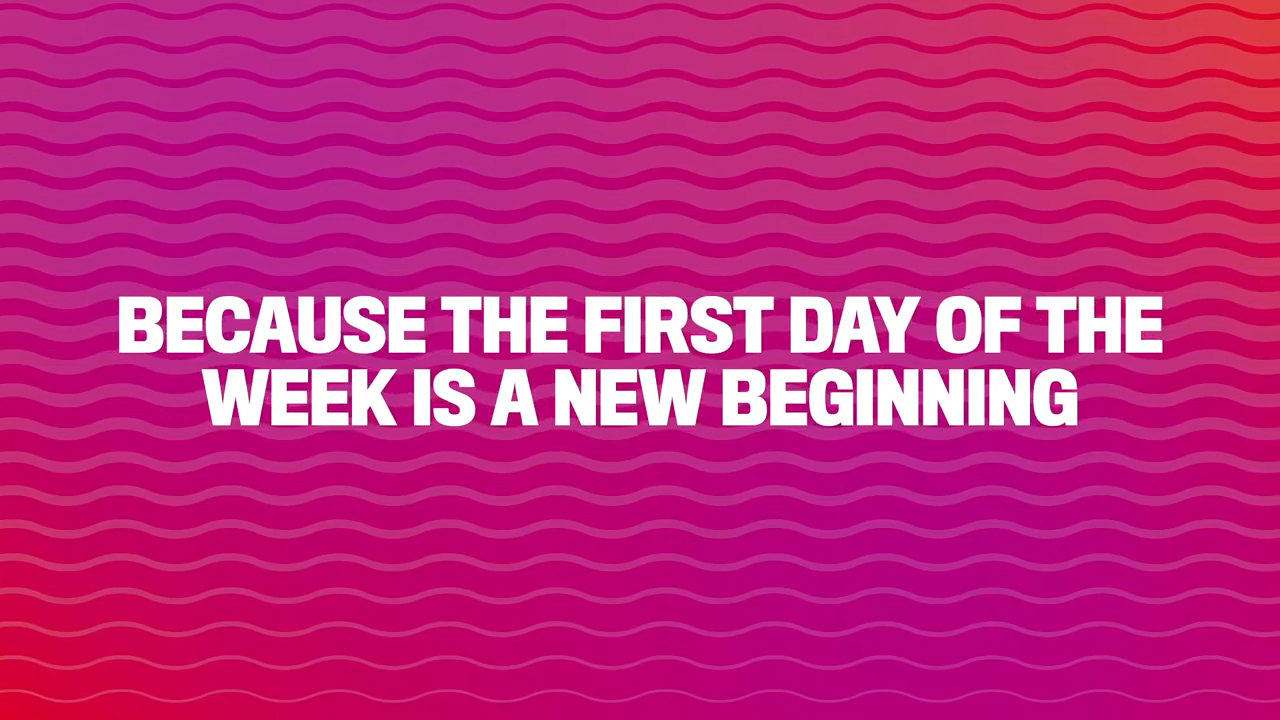 BECAUSE THE FIRST DAY OF THE
WEEK IS A NEW BEGINNING